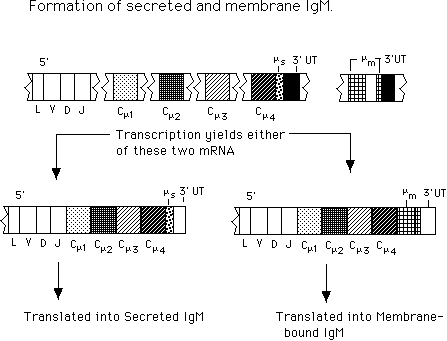 Formation of secreted and membrane IgM.
5' μs 3' UT μm 3'UT
L V D J Cμ1 Cμ2 Cμ3 Cμ4
Transcription yields either
of these two mRNA
5' μs 3' UT
L V D J Cμ1 Cμ2 Cμ3 Cμ4
5' μm 3' UT
L V D J Cμ1 Cμ2 Cμ3 Cμ4
Translated into Secreted IgM
Translated into Membrane-
bound IgM